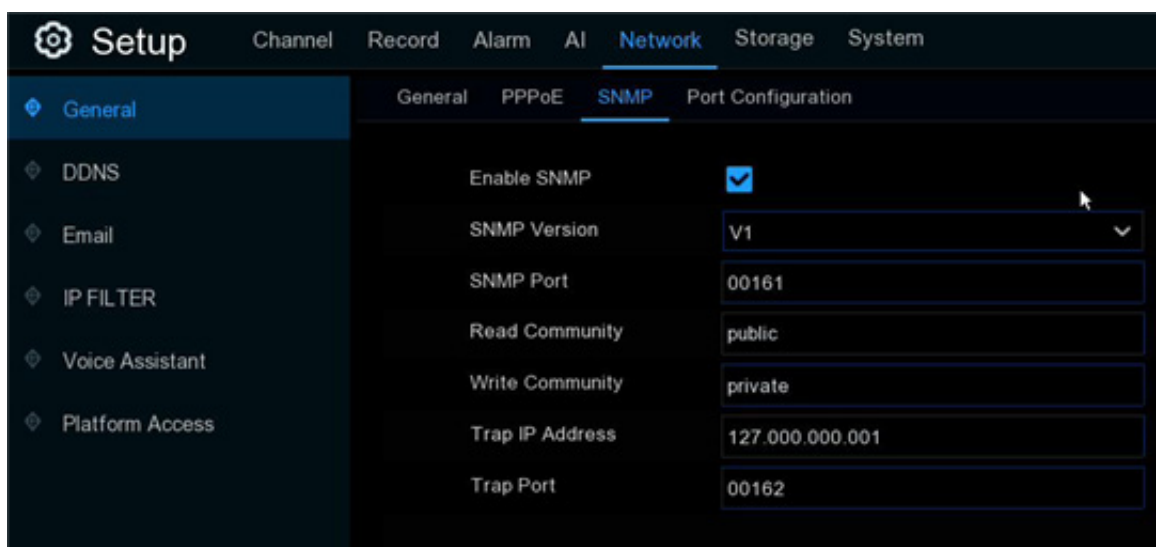 Setup Channel Record Alarm AI Network Storage System
General
DDNS
Email
IP FILTER
Voice Assistant
Platform Access
General PPPoE SNMP Port Configuration
Enable SNMP
SNMP Version V1
SNMP Port 00161
Read Community public
Write Community private
Trap IP Address 127.000.000.001
Trap Port 00162